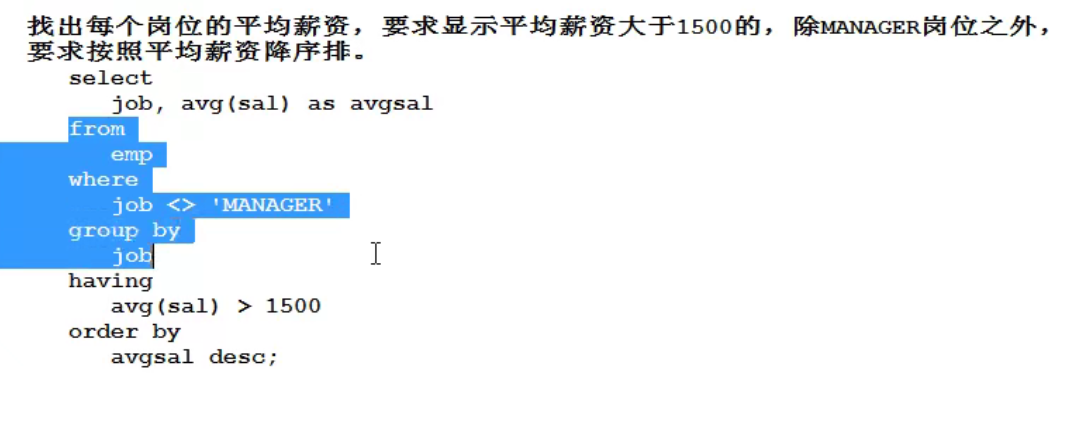 找出每个岗位的平均薪资，要求显示平均薪资大于1500的，除MANAGER岗位之外，
要求按照平均薪资降序排。
select
job, avg(sal) as avgsal
from
emp
where
job <> 'MANAGER'
group by
job
having
avg(sal) > 1500
order by
avgsal desc;